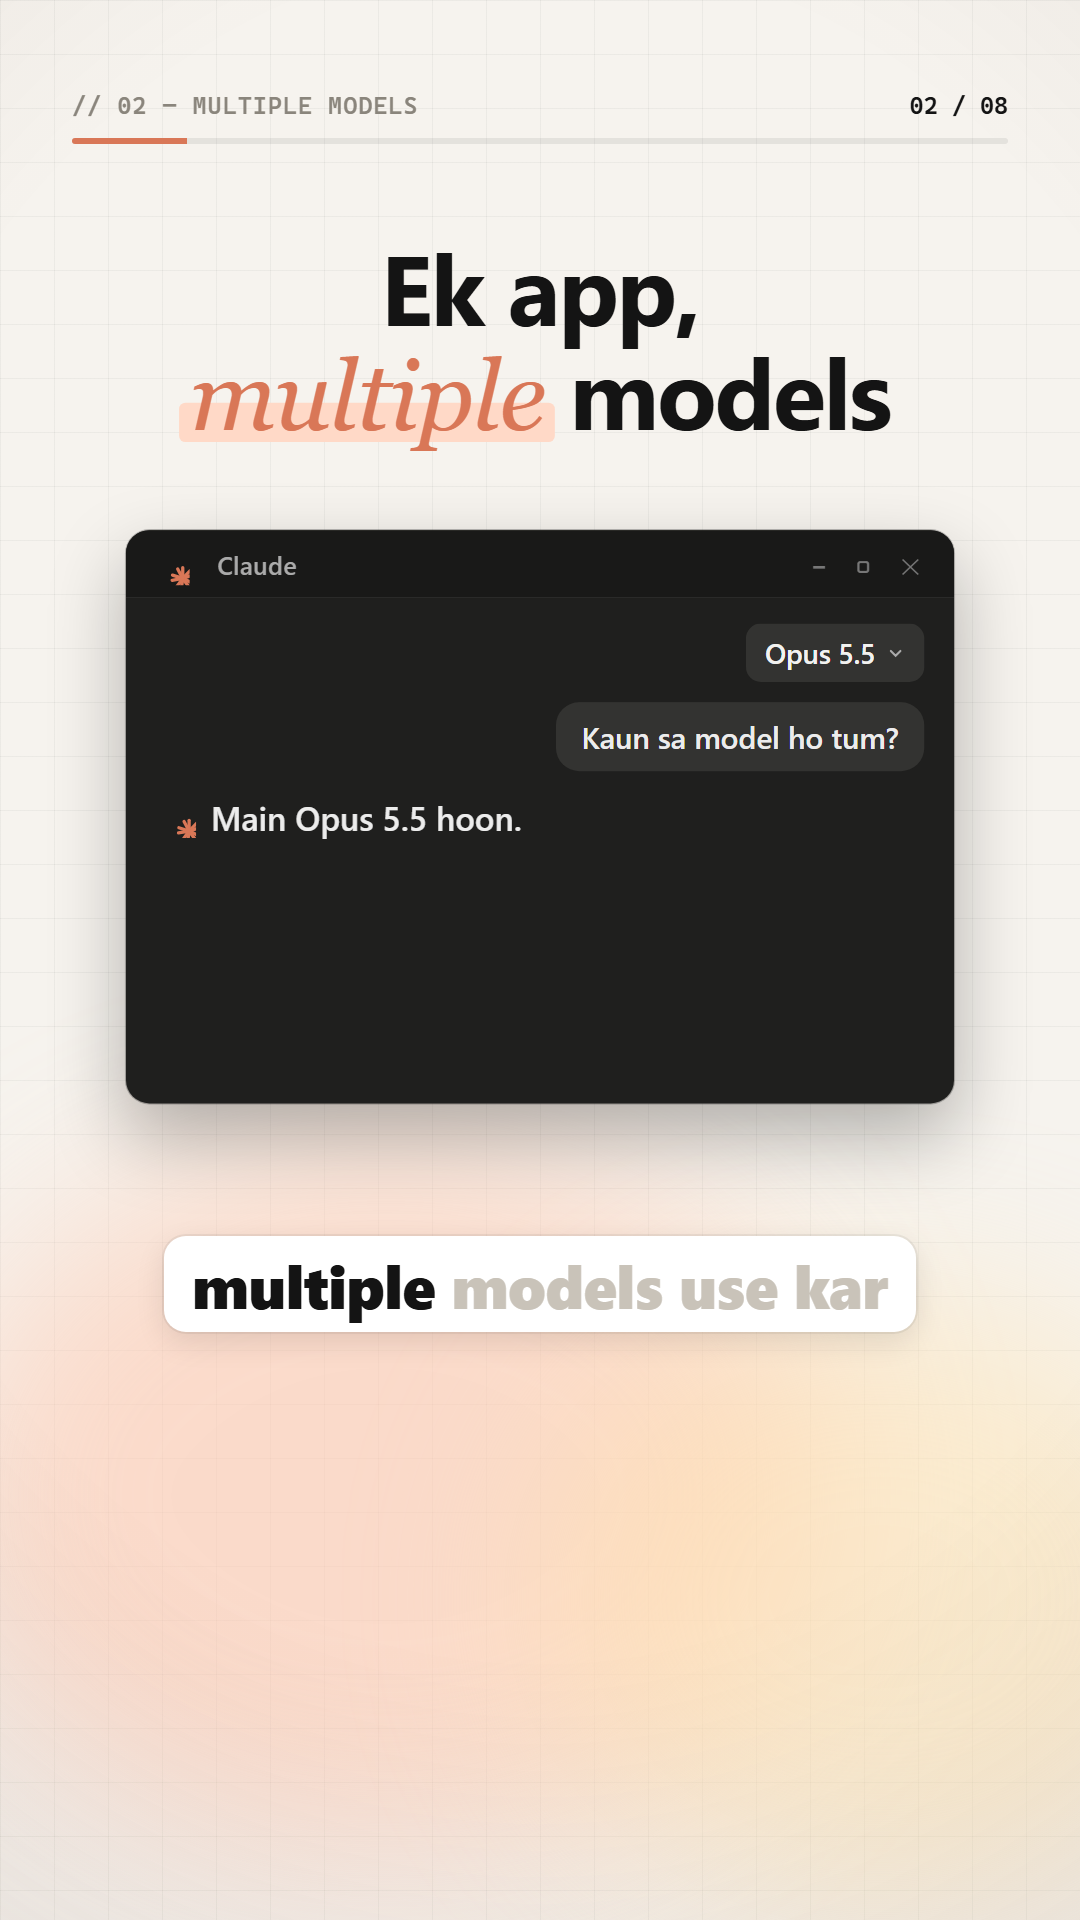 // 02 – MULTIPLE MODELS
02 / 08
Ek app,
multiple models
Claude
Opus 5.5
Kaun sa model ho tum?
Main Opus 5.5 hoon.
multiple models use kar